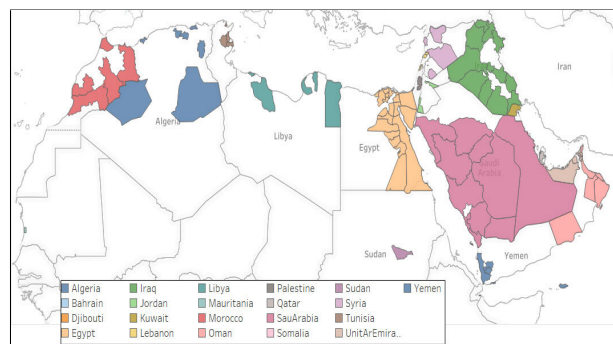 Iran
Algeria
Libya
Egypt
Saudi
Arabia
Sudan
Yemen
Algeria Iraq Libya Palestine Sudan Yemen
Bahrain Jordan Mauritania Qatar Syria
Djibouti Kuwait Morocco SauArabia Tunisia
Egypt Lebanon Oman Somalia UnitArEmira...